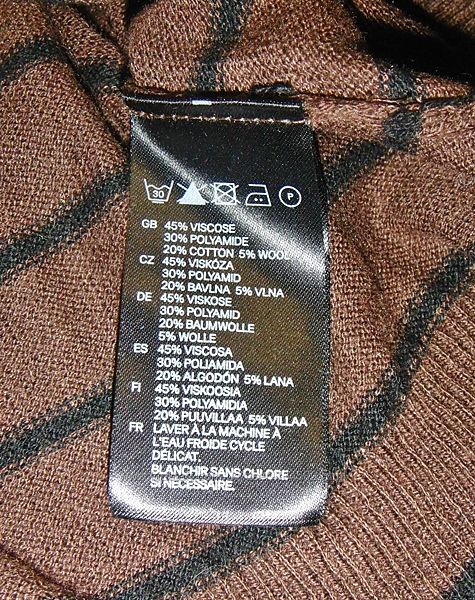 30 P
GB 45% VISCOSE
30% POLYAMIDE
20% COTTON 5% WOOL
CZ 45% VISKÓZA
30% POLYAMID
20% BAVLNA 5% VLNA
DE 45% VISKOSE
30% POLYAMID
20% BAUMWOLLE
5% WOLLE
ES 45% VISCOSA
30% POLIAMIDA
20% ALGODÓN 5% LANA
FI 45% VISKOOSIA
30% POLYAMIDIA
20% PUUVILLAA 5% VILLAA
FR LAVER À LA MACHINE À
L'EAU FROIDE CYCLE
DÉLICAT.
BLANCHIR SANS CHLORE
SI NÉCESSAIRE.